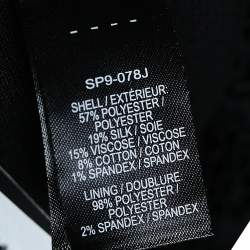 SP9-078J
SHELL / EXTÉRIEUR:
57% POLYESTER /
POLYESTER
19% SILK / SOIE
15% VISCOSE / VISCOSE
8% COTTON / COTON
1% SPANDEX / SPANDEX
LINING / DOUBLURE:
98% POLYESTER /
POLYESTER
2% SPANDEX / SPANDEX